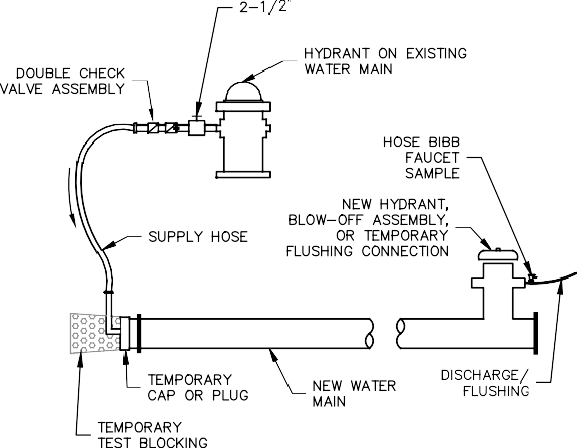 2-1/2"
HYDRANT ON EXISTING
WATER MAIN
DOUBLE CHECK
VALVE ASSEMBLY
HOSE BIBB
FAUCET
SAMPLE
NEW HYDRANT,
BLOW-OFF ASSEMBLY,
OR TEMPORARY
FLUSHING CONNECTION
SUPPLY HOSE
TEMPORARY
CAP OR PLUG
NEW WATER
MAIN
DISCHARGE/
FLUSHING
TEMPORARY
TEST BLOCKING